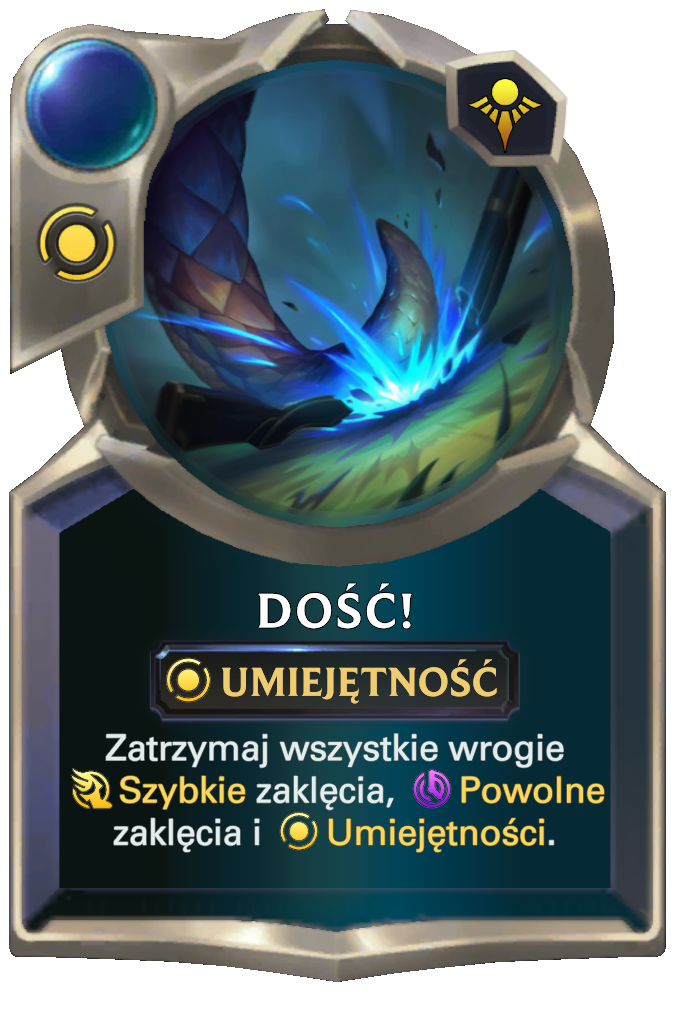 DOŚĆ!
UMIEJĘTNOŚĆ
Zatrzymaj wszystkie wrogie
Szybkie zaklęcia, Powolne
zaklęcia i Umiejętności.